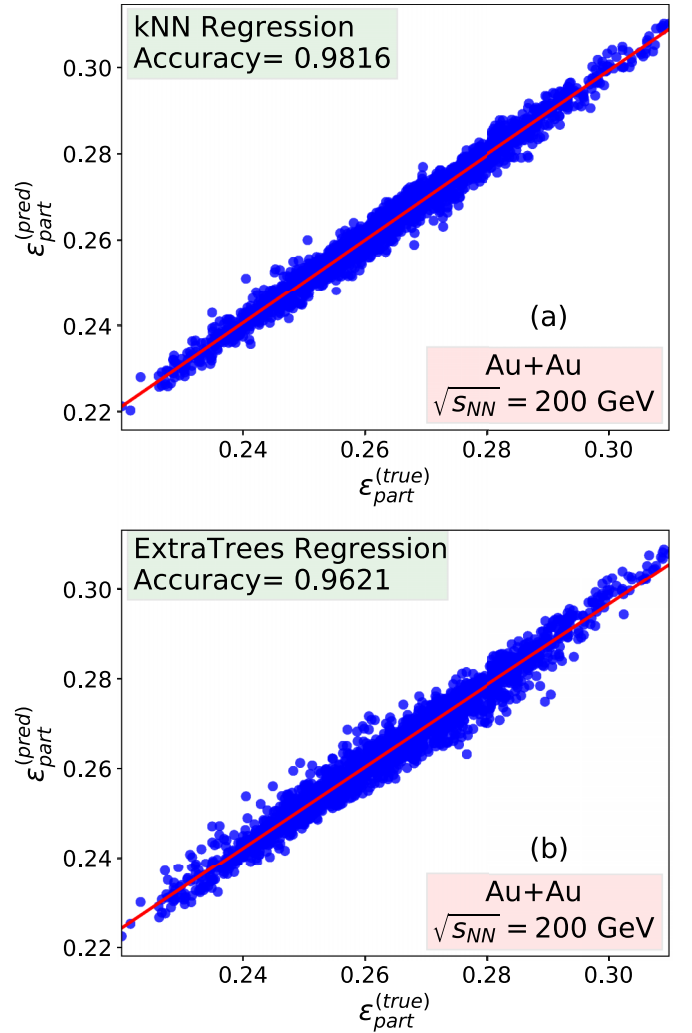 kNN Regression
Accuracy= 0.9816
0.30
0.28
0.26
0.24
0.22
ε_part^(pred)
(a)
Au+Au
√s_NN = 200 GeV
0.24 0.26 0.28 0.30
ε_part^(true)
ExtraTrees Regression
Accuracy= 0.9621
0.30
0.28
0.26
0.24
0.22
ε_part^(pred)
(b)
Au+Au
√s_NN = 200 GeV
0.24 0.26 0.28 0.30
ε_part^(true)